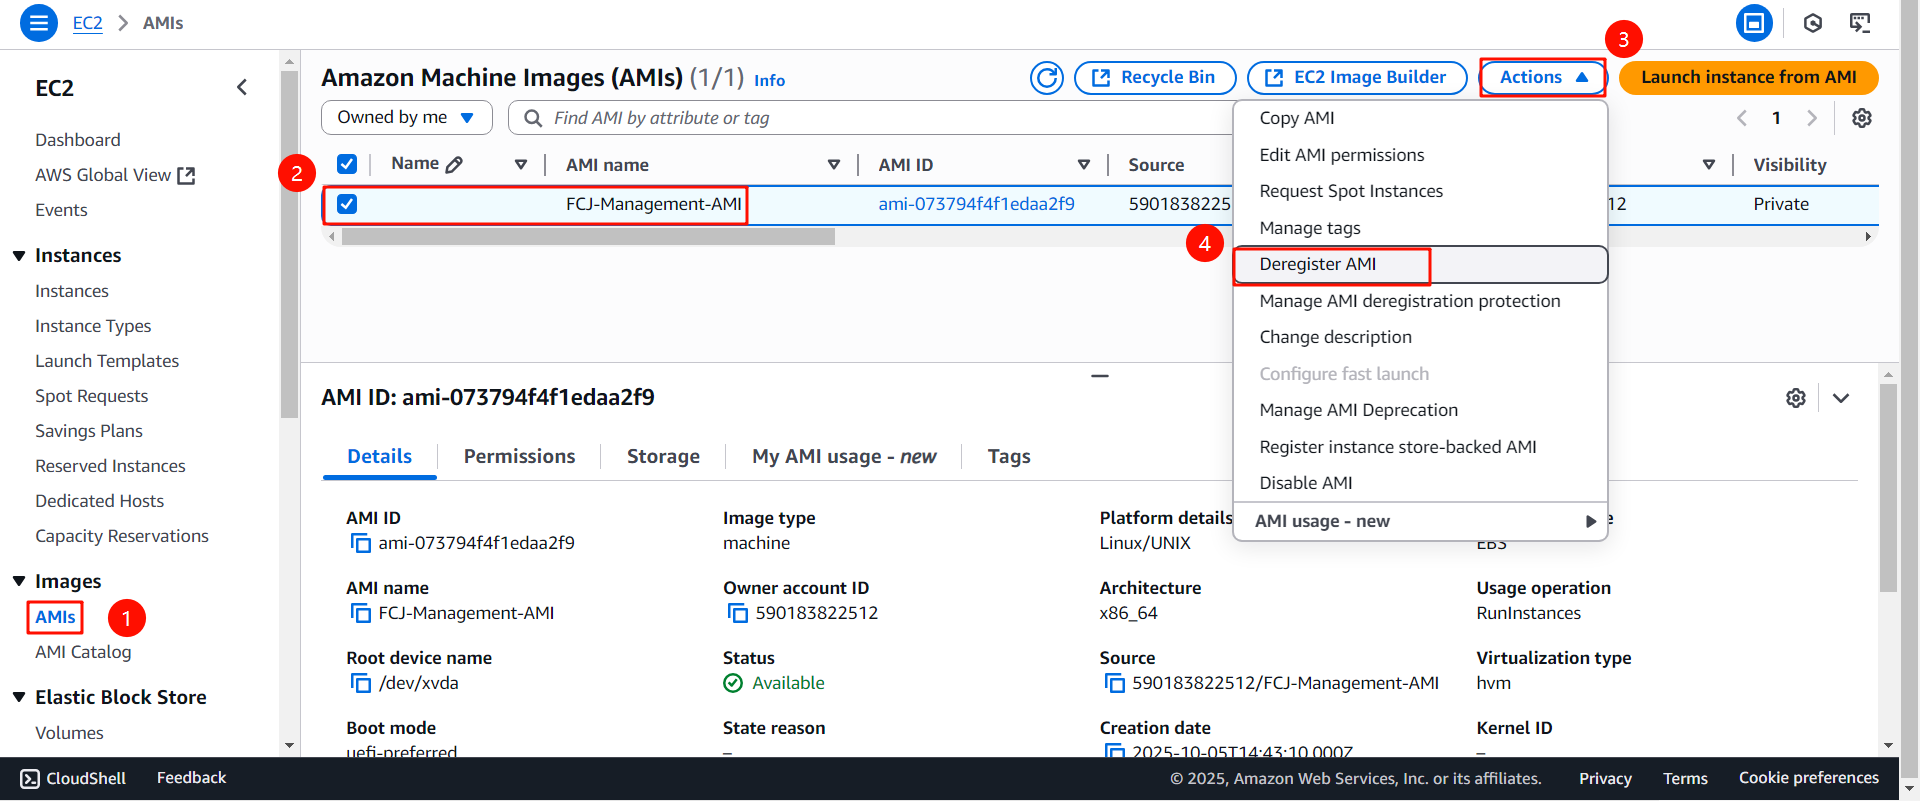 EC2 > AMIs
3
EC2
Dashboard
AWS Global View
Events
Instances
Instances
Instance Types
Launch Templates
Spot Requests
Savings Plans
Reserved Instances
Dedicated Hosts
Capacity Reservations
Images
AMIs 1
AMI Catalog
Elastic Block Store
Volumes
Amazon Machine Images (AMIs) (1/1) Info
Recycle Bin
EC2 Image Builder
Actions
Launch instance from AMI
Owned by me
Find AMI by attribute or tag
1
2
Name AMI name AMI ID Source Visibility
FCJ-Management-AMI ami-073794f4f1edaa2f9 5901838225 12 Private
4
Copy AMI
Edit AMI permissions
Request Spot Instances
Manage tags
Deregister AMI
Manage AMI deregistration protection
Change description
Configure fast launch
Manage AMI Deprecation
Register instance store-backed AMI
Disable AMI
AMI usage - new
AMI ID: ami-073794f4f1edaa2f9
Details Permissions Storage My AMI usage - new Tags
AMI ID
ami-073794f4f1edaa2f9
Image type
machine
Platform details
Linux/UNIX
e
EBS
AMI name
FCJ-Management-AMI
Owner account ID
590183822512
Architecture
x86_64
Usage operation
RunInstances
Root device name
/dev/xvda
Status
Available
Source
590183822512/FCJ-Management-AMI
Virtualization type
hvm
Boot mode
uefi-preferred
State reason
–
Creation date
2025-10-05T14:43:10.000Z
Kernel ID
–
CloudShell Feedback © 2025, Amazon Web Services, Inc. or its affiliates. Privacy Terms Cookie preferences